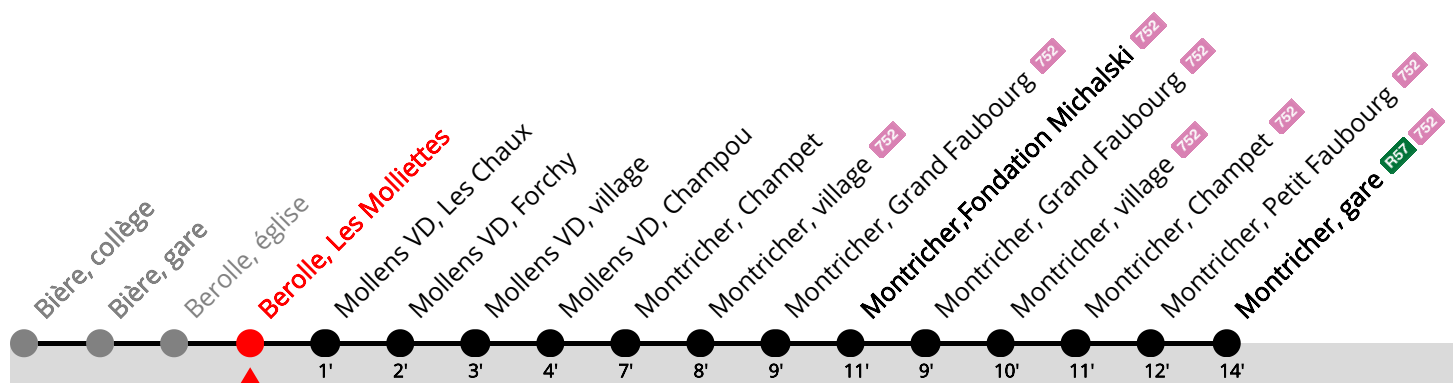 Bière, collège
Bière, gare
Berolle, église
Berolle, Les Molliettes
Mollens VD, Les Chaux
Mollens VD, Forchy
Mollens VD, village
Mollens VD, Champou
Montricher, Champet
Montricher, village 752
Montricher, Grand Faubourg 752
Montricher,Fondation Michalski 752
Montricher, Grand Faubourg 752
Montricher, village 752
Montricher, Champet 752
Montricher, Petit Faubourg 752
Montricher, gare R57 752
1' 2' 3' 4' 7' 8' 9' 11' 9' 10' 11' 12' 14'